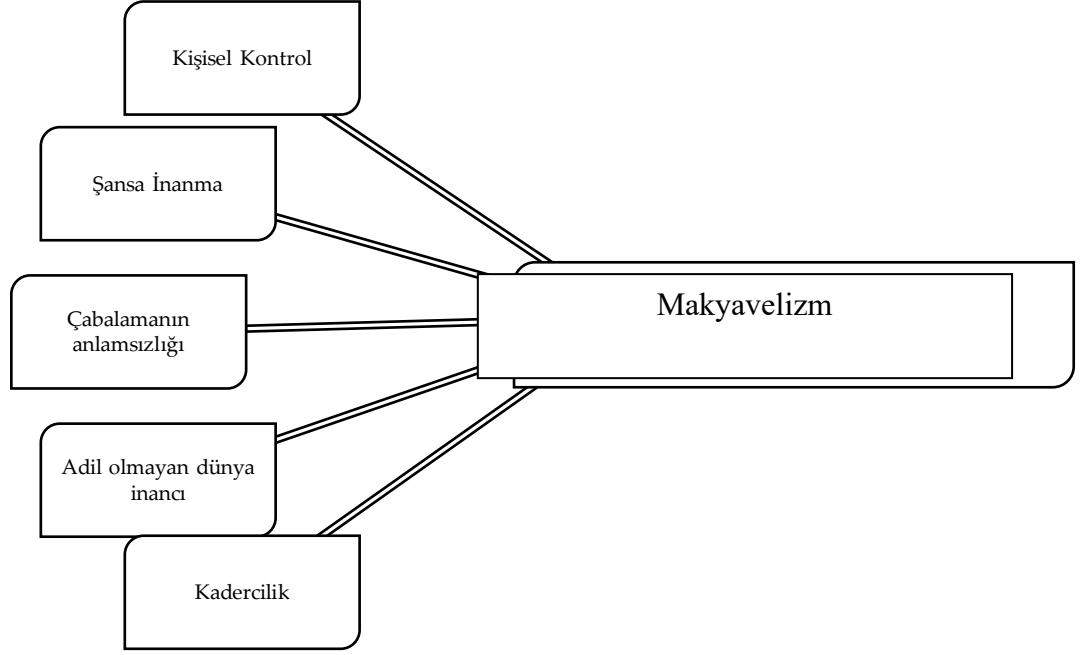 Kişisel Kontrol
Şansa İnanma
Makyavelizm
Çabalamanın
anlamsızlığı
Adil olmayan dünya
inancı
Kadercilik